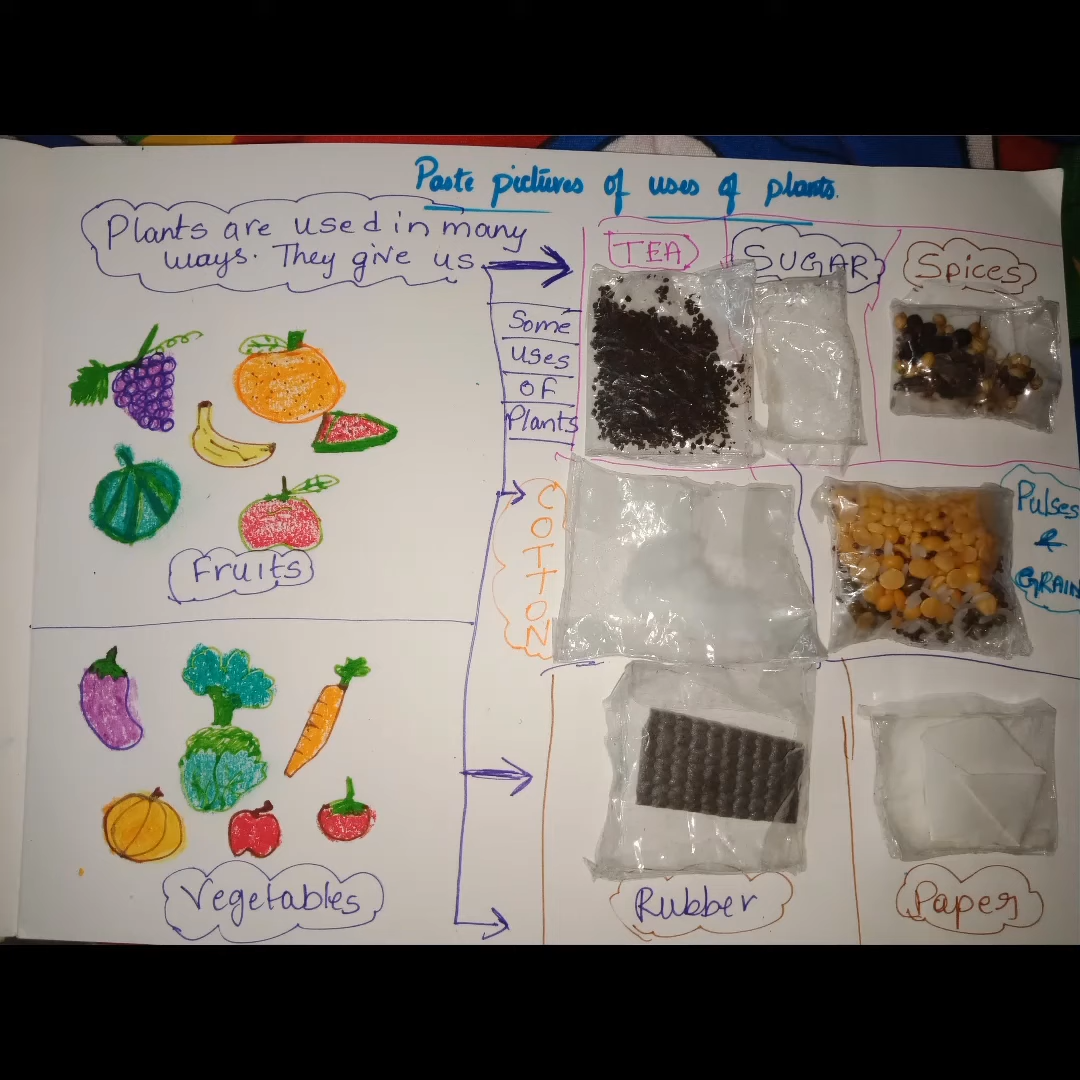 Paste pictures of uses of plants.
Plants are used in many
ways. They give us
TEA
SUGAR
Spices
Some
uses
OF
Plants
Fruits
COTTON
Pulses
&
GRAIN
Vegetables
Rubber
Paper